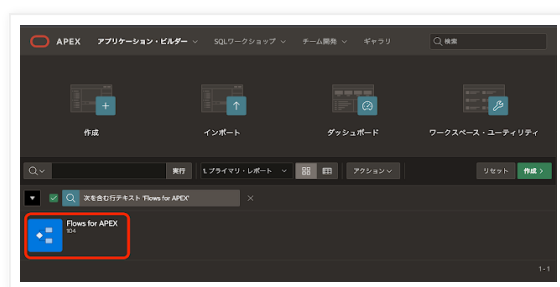 APEX アプリケーション・ビルダー SQLワークショップ チーム開発 ギャラリ 検索
作成 インポート ダッシュボード ワークスペース・ユーティリティ
実行 1. プライマリ・レポート アクション リセット 作成
次を含む行テキスト 'Flows for APEX'
Flows for APEX
104
1 - 1